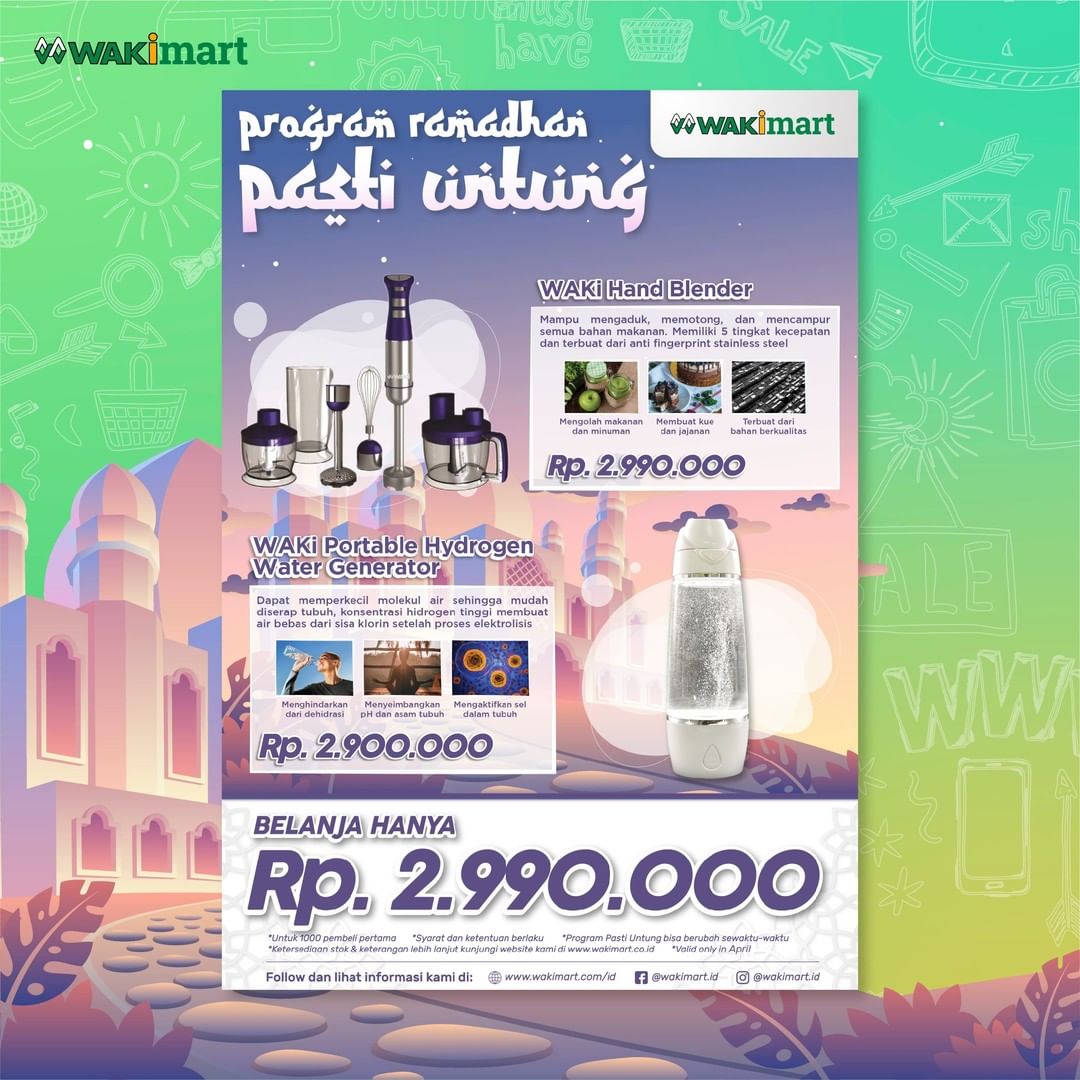 WAKimart
must
have
SALE
program ramadhan
pasti untung
WAKimart
sh
WAKi Hand Blender
Mampu mengaduk, memotong, dan mencampur
semua bahan makanan. Memiliki 5 tingkat kecepatan
dan terbuat dari anti fingerprint stainless steel
Mengolah makanan
dan minuman
Membuat kue
dan jajanan
Terbuat dari
bahan berkualitas
Rp. 2.990.000
WAKi Portable Hydrogen
Water Generator
Dapat memperkecil molekul air sehingga mudah
diserap tubuh, konsentrasi hidrogen tinggi membuat
air bebas dari sisa klorin setelah proses elektrolisis
Menghindarkan
dari dehidrasi
Menyeimbangkan
pH dan asam tubuh
Mengaktifkan sel
dalam tubuh
Rp. 2.900.000
ALE
WWW
BELANJA HANYA
Rp. 2.990.000
*Untuk 1000 pembeli pertama *Syarat dan ketentuan berlaku *Program Pasti Untung bisa berubah sewaktu-waktu
*Ketersediaan stok & keterangan lebih lanjut kunjungi website kami di www.wakimart.co.id *Valid only in April
Follow dan lihat informasi kami di: www.wakimart.com/id @wakimart.id @wakimart.id